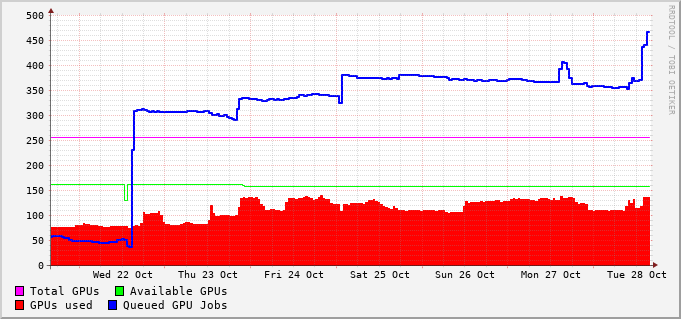 RRDTOOL / TOBI OETIKER
500
450
400
350
300
250
200
150
100
50
0
Wed 22 Oct Thu 23 Oct Fri 24 Oct Sat 25 Oct Sun 26 Oct Mon 27 Oct Tue 28 Oct
Total GPUs Available GPUs
GPUs used Queued GPU Jobs